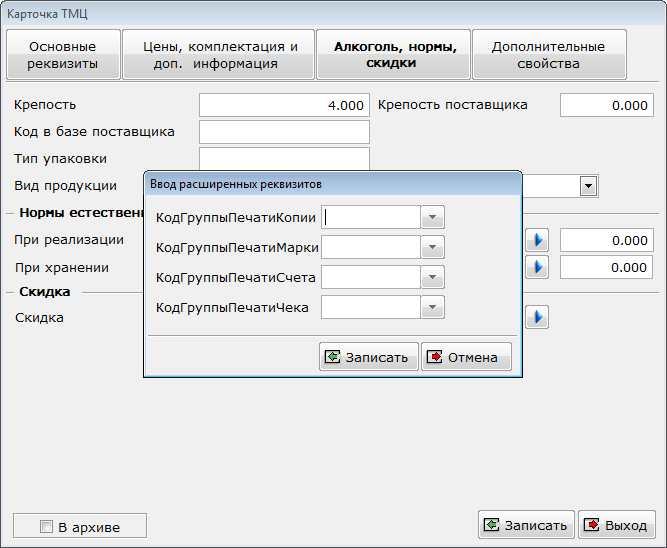 Карточка ТМЦ
Основные
реквизиты
Цены, комплектация и
доп. информация
Алкоголь, нормы,
скидки
Дополнительные
свойства
Крепость 4.000 Крепость поставщика 0.000
Код в базе поставщика
Тип упаковки
Вид продукции
Ввод расширенных реквизитов
КодГруппыПечатиКопии
КодГруппыПечатиМарки
КодГруппыПечатиСчета
КодГруппыПечатиЧека
Записать Отмена
Нормы естествен
При реализации 0.000
При хранении 0.000
Скидка
Скидка
В архиве Записать Выход